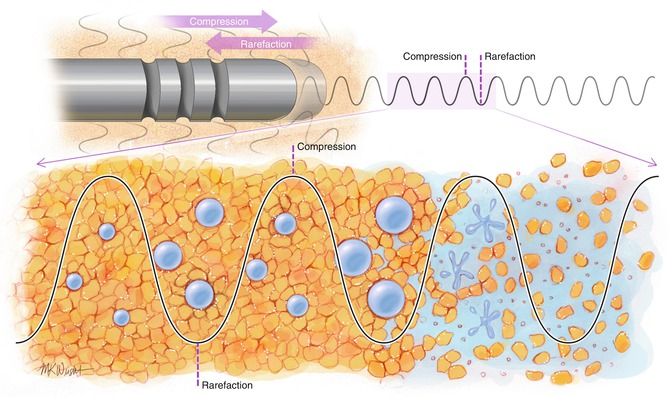 Compression
Rarefaction
Compression Rarefaction
Compression
Rarefaction